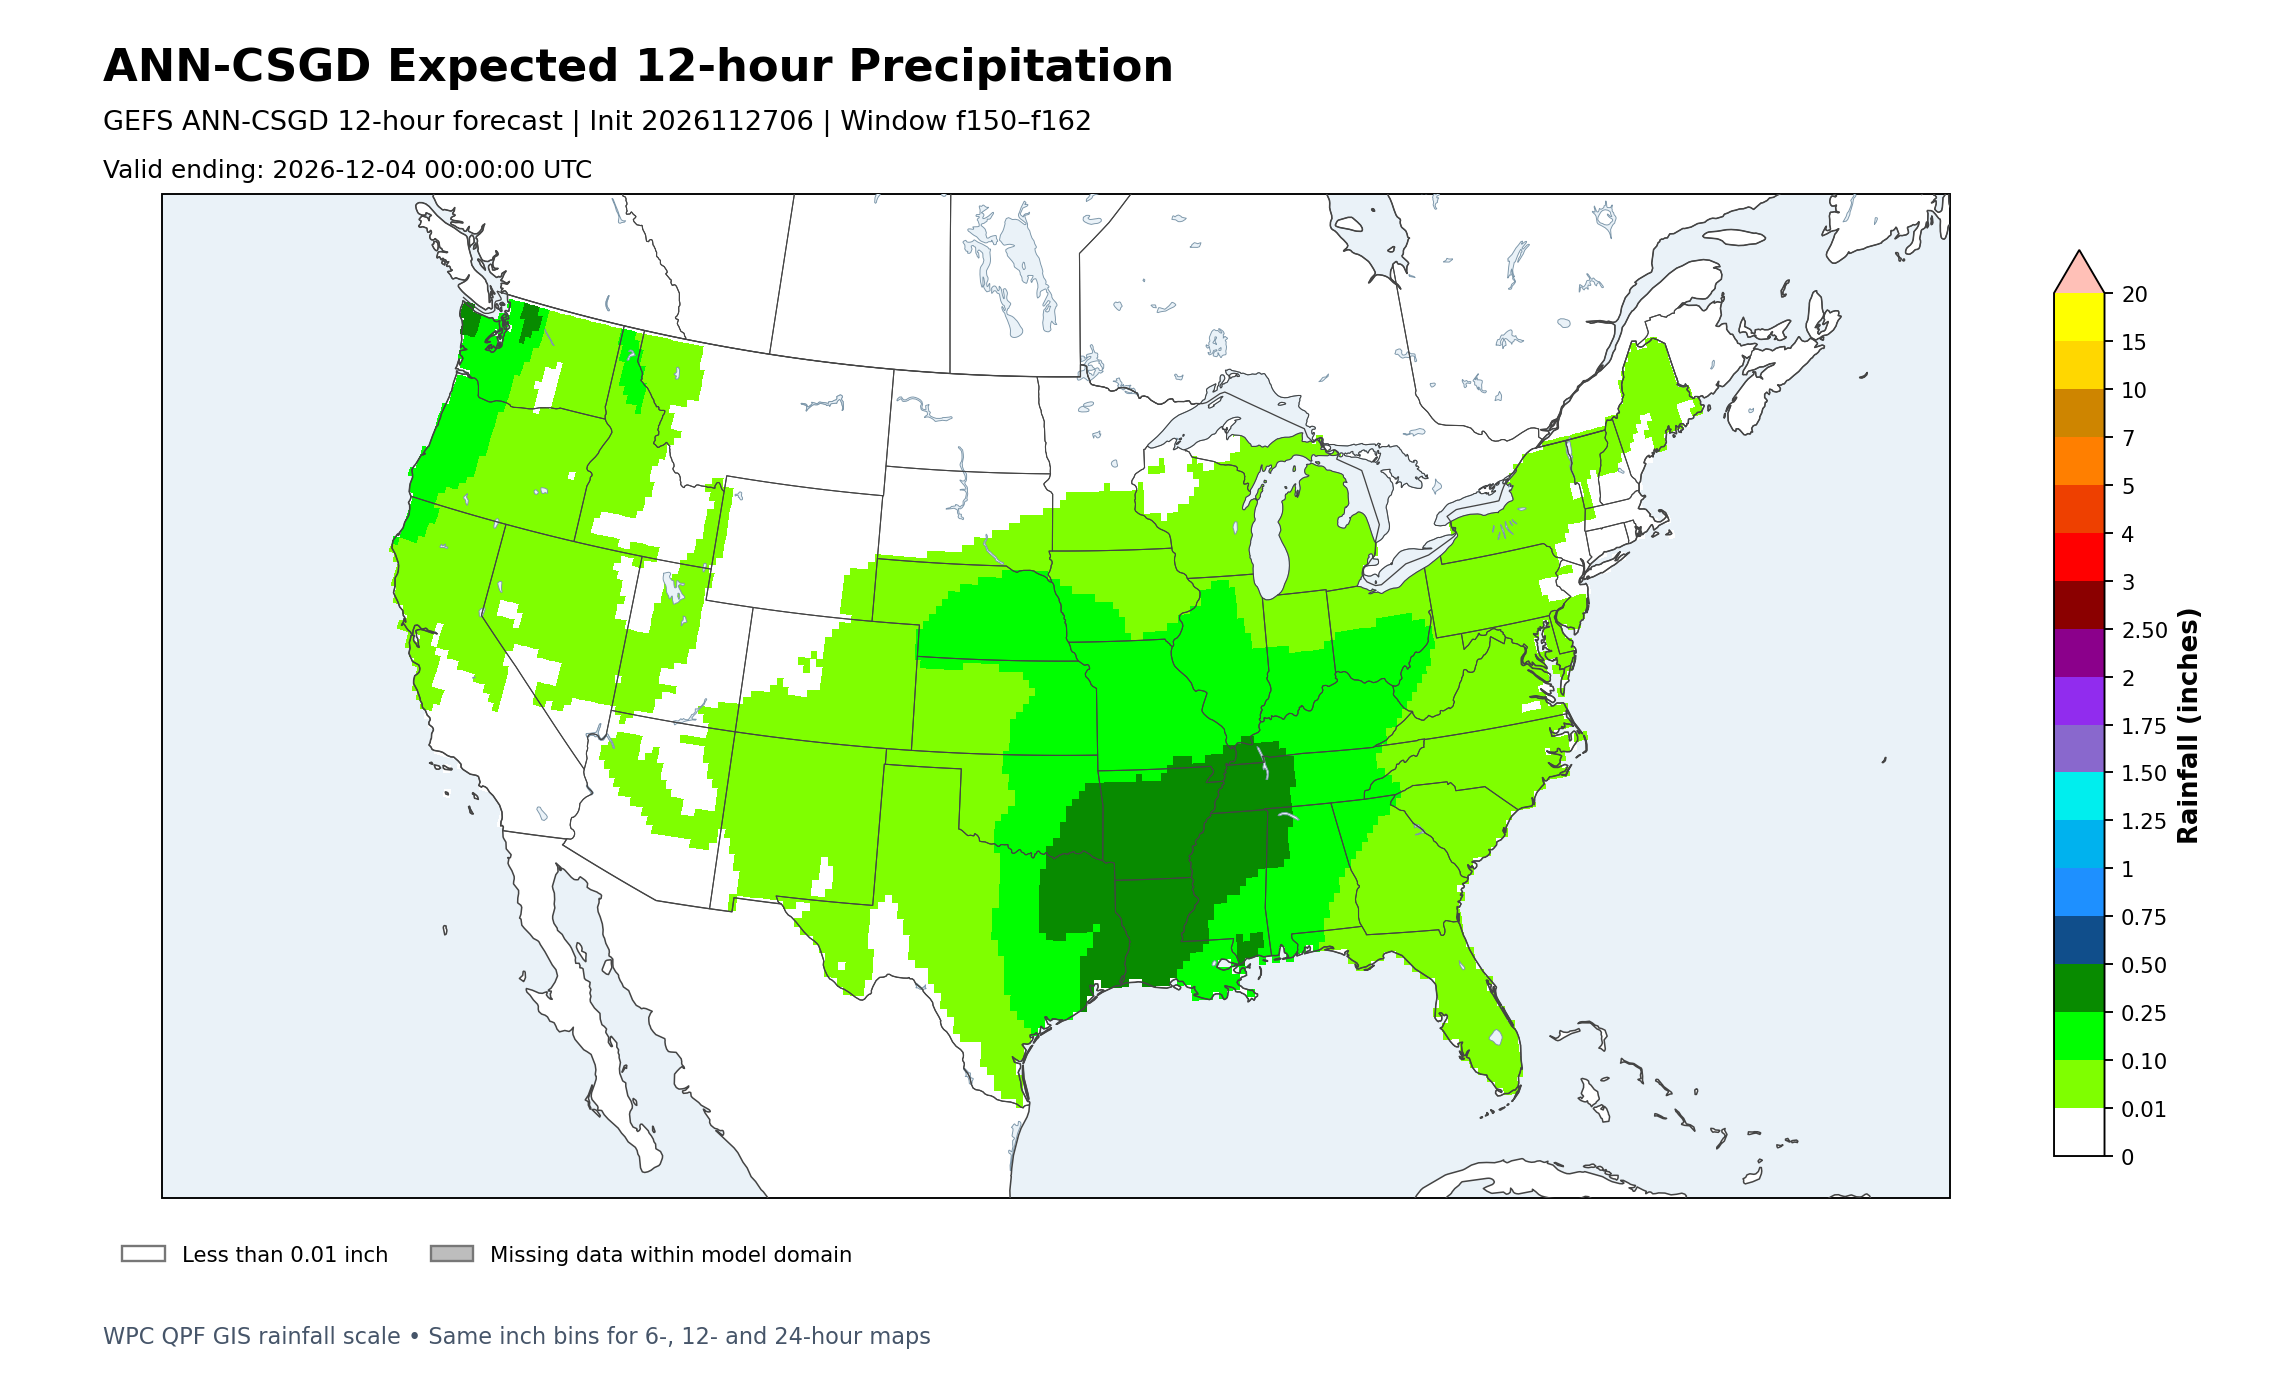 ANN-CSGD Expected 12-hour Precipitation
GEFS ANN-CSGD 12-hour forecast | Init 2026112706 | Window f150–f162
Valid ending: 2026-12-04 00:00:00 UTC
20
15
10
7
5
4
3
2.50
2
1.75
1.50
1.25
1
0.75
0.50
0.25
0.10
0.01
0
Rainfall (inches)
Less than 0.01 inch
Missing data within model domain
WPC QPF GIS rainfall scale • Same inch bins for 6-, 12- and 24-hour maps